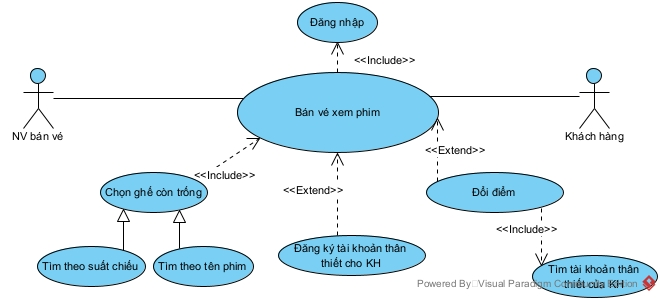 Đăng nhập
<<Include>>
Bán vé xem phim
NV bán vé
Khách hàng
<<Extend>>
<<Include>>
Chọn ghế còn trống
<<Extend>>
Đổi điểm
<<Include>>
Đăng ký tài khoản thân
thiết cho KH
Tìm theo suất chiếu
Tìm theo tên phim
Tìm tài khoản thân
thiết của KH
Powered By Visual Paradigm Community Edition